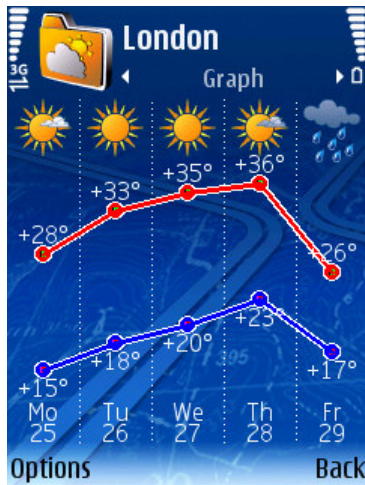 London
3G
Graph
+28° +33° +35° +36° +26°
+15° +18° +20° +23° +17°
395
Mo Tu We Th Fr
25 26 27 28 29
Options Back